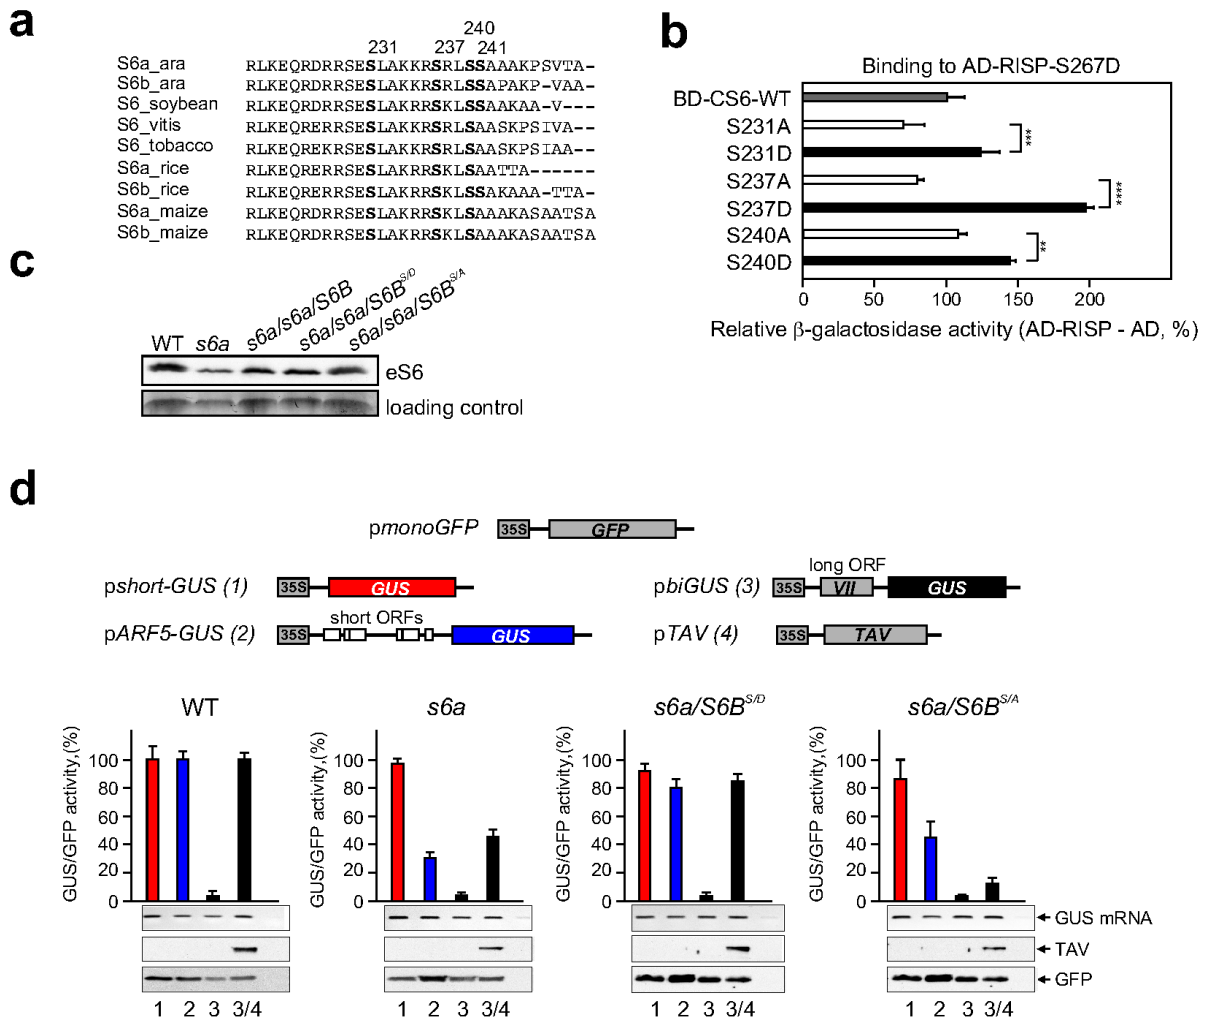 a
231 237 240 241
S6a_ara RLKEQRDRRSESLAKKRSRLSSAAAKPSVTA-
S6b_ara RLKEQRDRRSESLAKKRSRLSSAPAKP-VAA-
S6_soybean RLKEQRERRSESLAKKRSRLSSAAKAA-V---
S6_vitis RLKEQRERRSESLAKKRSRLSSASKPSIVA--
S6_tobacco RLKEQRERRSESLAKKRSRLSSASKPSIAA--
S6a_rice RLKEQRERRSESLAKKRSKLSSAATTA------
S6b_rice RLKEQRERRSESLAKKRSKLSSAAKAAA-TTA-
S6a_maize RLKEQRDRRSESLAKKRSKLSAAAKASAATSA
S6b_maize RLKEQRDRRSESLAKKRSKLSAAAKASAATSA
b
Binding to AD-RISP-S267D
BD-CS6-WT
S231A
S231D
***
S237A
S237D
****
S240A
S240D
**
0 50 100 150 200
Relative β-galactosidase activity (AD-RISP - AD, %)
c
WT s6a s6a/s6a/S6B s6a/s6a/S6B^S/D s6a/s6a/S6B^S/A
eS6
loading control
d
pmonoGFP 35S GFP
pshort-GUS (1) 35S GUS
pARF5-GUS (2) 35S short ORFs GUS
long ORF
pbiGUS (3) 35S VII GUS
pTAV (4) 35S TAV
WT
GUS/GFP activity,(%)
100
80
60
40
20
0
1 2 3 3/4
s6a
GUS/GFP activity,(%)
100
80
60
40
20
0
1 2 3 3/4
s6a/S6B^S/D
GUS/GFP activity,(%)
100
80
60
40
20
0
1 2 3 3/4
s6a/S6B^S/A
GUS/GFP activity,(%)
100
80
60
40
20
0
1 2 3 3/4
GUS mRNA
TAV
GFP